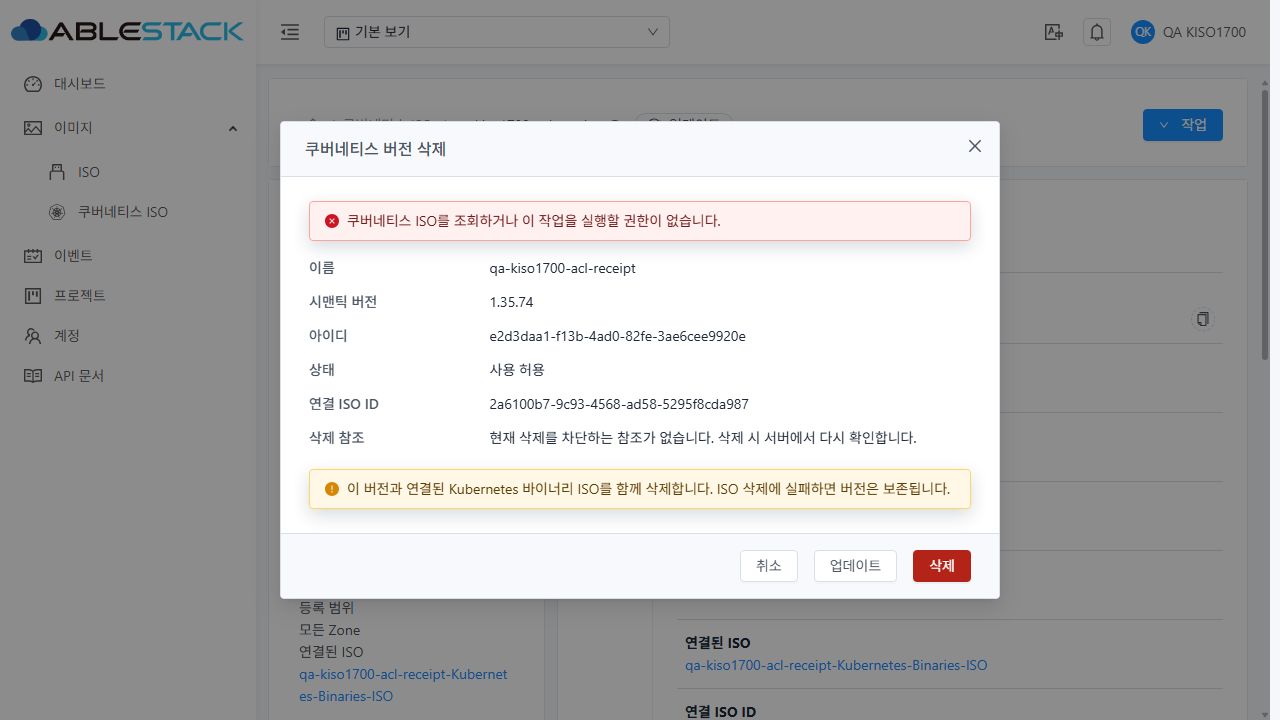 ABLESTACK
기본 보기
QK
QA KISO1700
대시보드
이미지
ISO
쿠버네티스 ISO
이벤트
프로젝트
계정
API 문서
작업
쿠버네티스 버전 삭제
쿠버네티스 ISO를 조회하거나 이 작업을 실행할 권한이 없습니다.
이름 qa-kiso1700-acl-receipt
시맨틱 버전 1.35.74
아이디 e2d3daa1-f13b-4ad0-82fe-3ae6cee9920e
상태 사용 허용
연결 ISO ID 2a6100b7-9c93-4568-ad58-5295f8cda987
삭제 참조 현재 삭제를 차단하는 참조가 없습니다. 삭제 시 서버에서 다시 확인합니다.
이 버전과 연결된 Kubernetes 바이너리 ISO를 함께 삭제합니다. ISO 삭제에 실패하면 버전은 보존됩니다.
취소 업데이트 삭제
등록 범위
모든 Zone
연결된 ISO
qa-kiso1700-acl-receipt-Kubernet
es-Binaries-ISO
연결된 ISO
qa-kiso1700-acl-receipt-Kubernetes-Binaries-ISO
연결 ISO ID